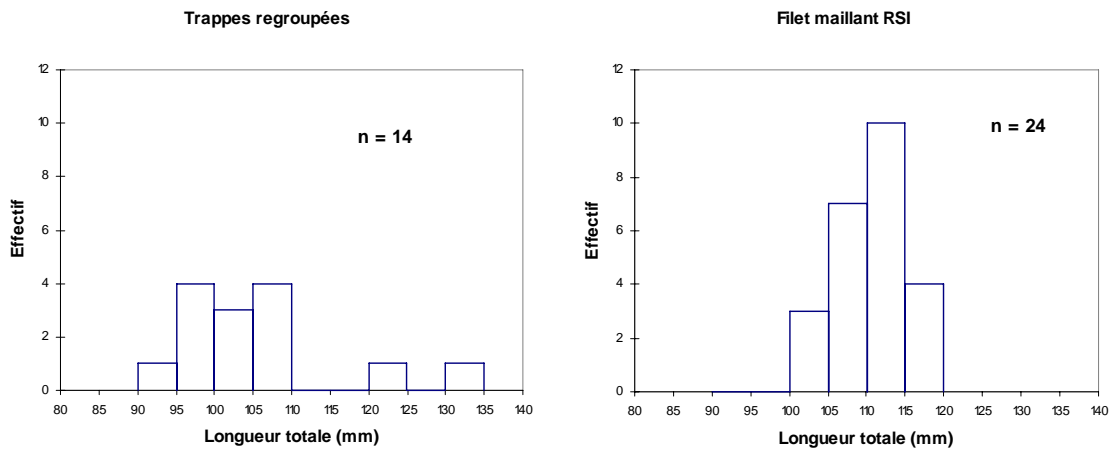 Trappes regroupées
12
10
8
6
4
2
0
n = 14
Effectif
80 85 90 95 100 105 110 115 120 125 130 135 140
Longueur totale (mm)
Filet maillant RSI
12
10
8
6
4
2
0
n = 24
Effectif
80 85 90 95 100 105 110 115 120 125 130 135 140
Longueur totale (mm)